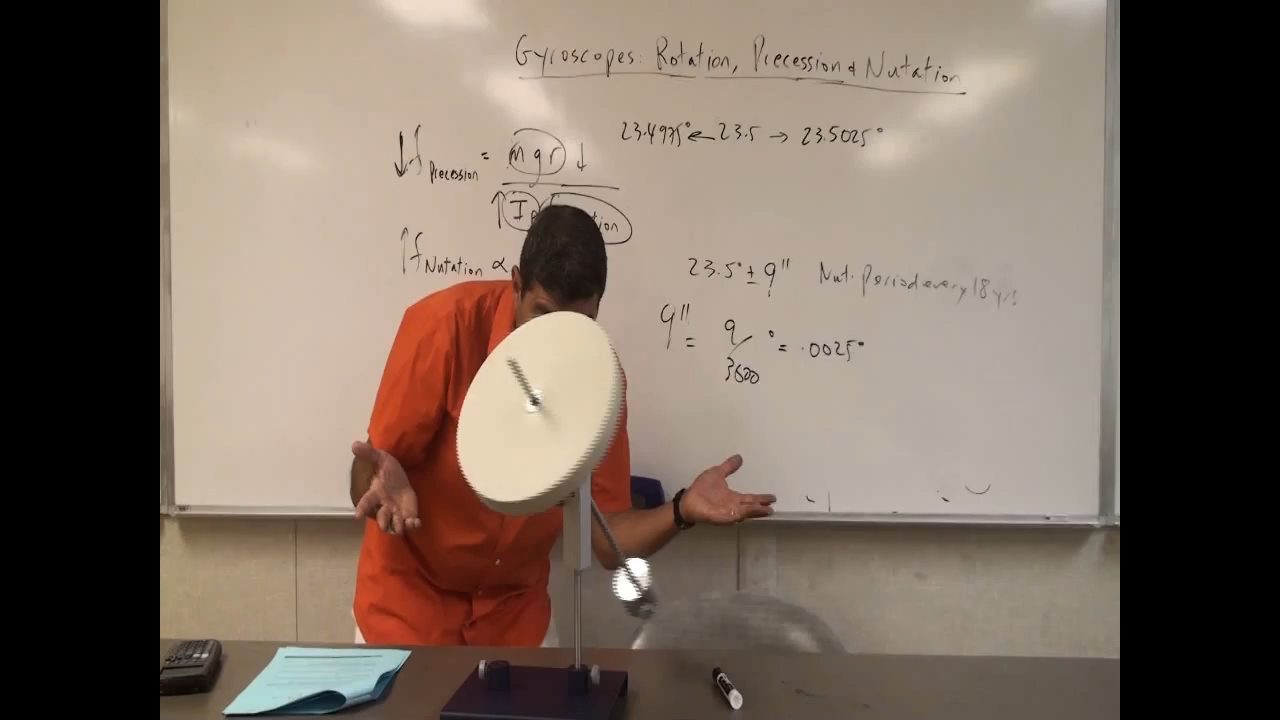 Gyroscopes: Rotation, Precession & Nutation
23.4975° ← 23.5 → 23.5025°
↓ f Precession = mgr ↓
↑ I
↑ f Nutation ∝
23.5° ± 9" Nut. Period every 18 yrs
9" = 9/3600 ° = .0025°